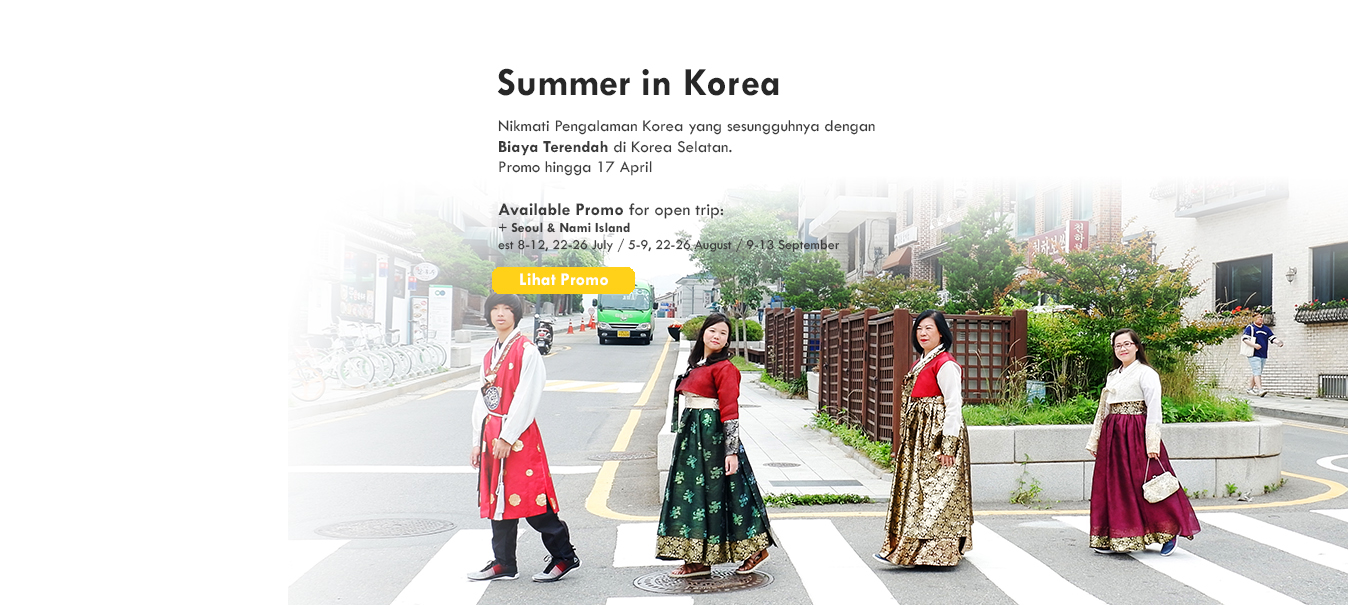 Summer in Korea
Nikmati Pengalaman Korea yang sesungguhnya dengan
Biaya Terendah di Korea Selatan.
Promo hingga 17 April
Available Promo for open trip:
+ Seoul & Nami Island
est 8-12, 22-26 July / 5-9, 22-26 August / 9-13 September
Lihat Promo